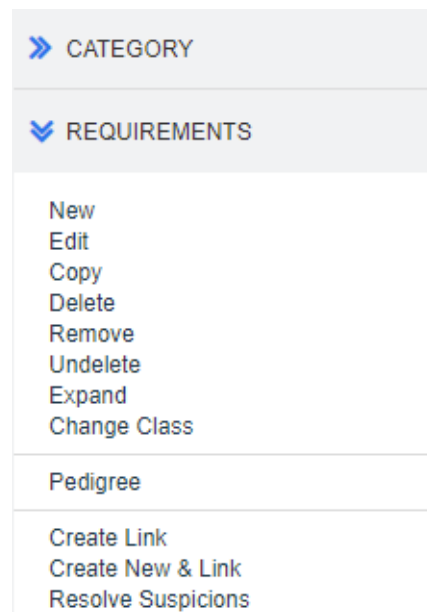 CATEGORY
REQUIREMENTS
New
Edit
Copy
Delete
Remove
Undelete
Expand
Change Class
Pedigree
Create Link
Create New & Link
Resolve Suspicions